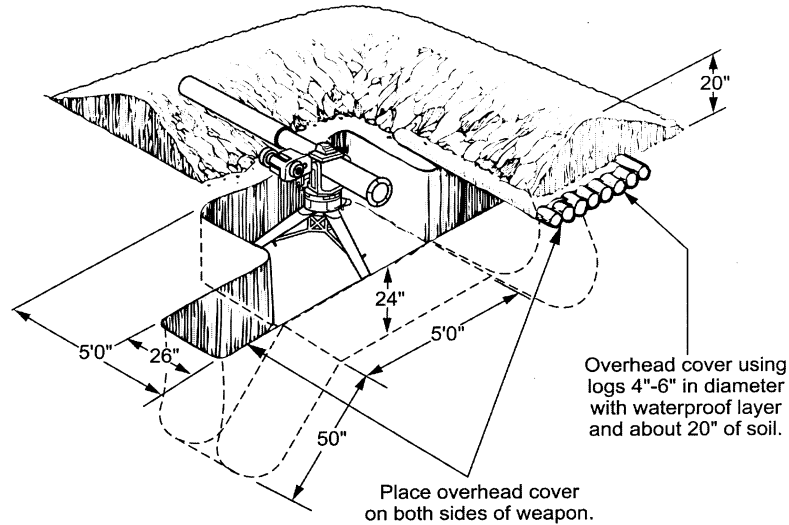 20"
24"
5'0"
5'0"
26"
50"
Overhead cover using
logs 4"-6" in diameter
with waterproof layer
and about 20" of soil.
Place overhead cover
on both sides of weapon.